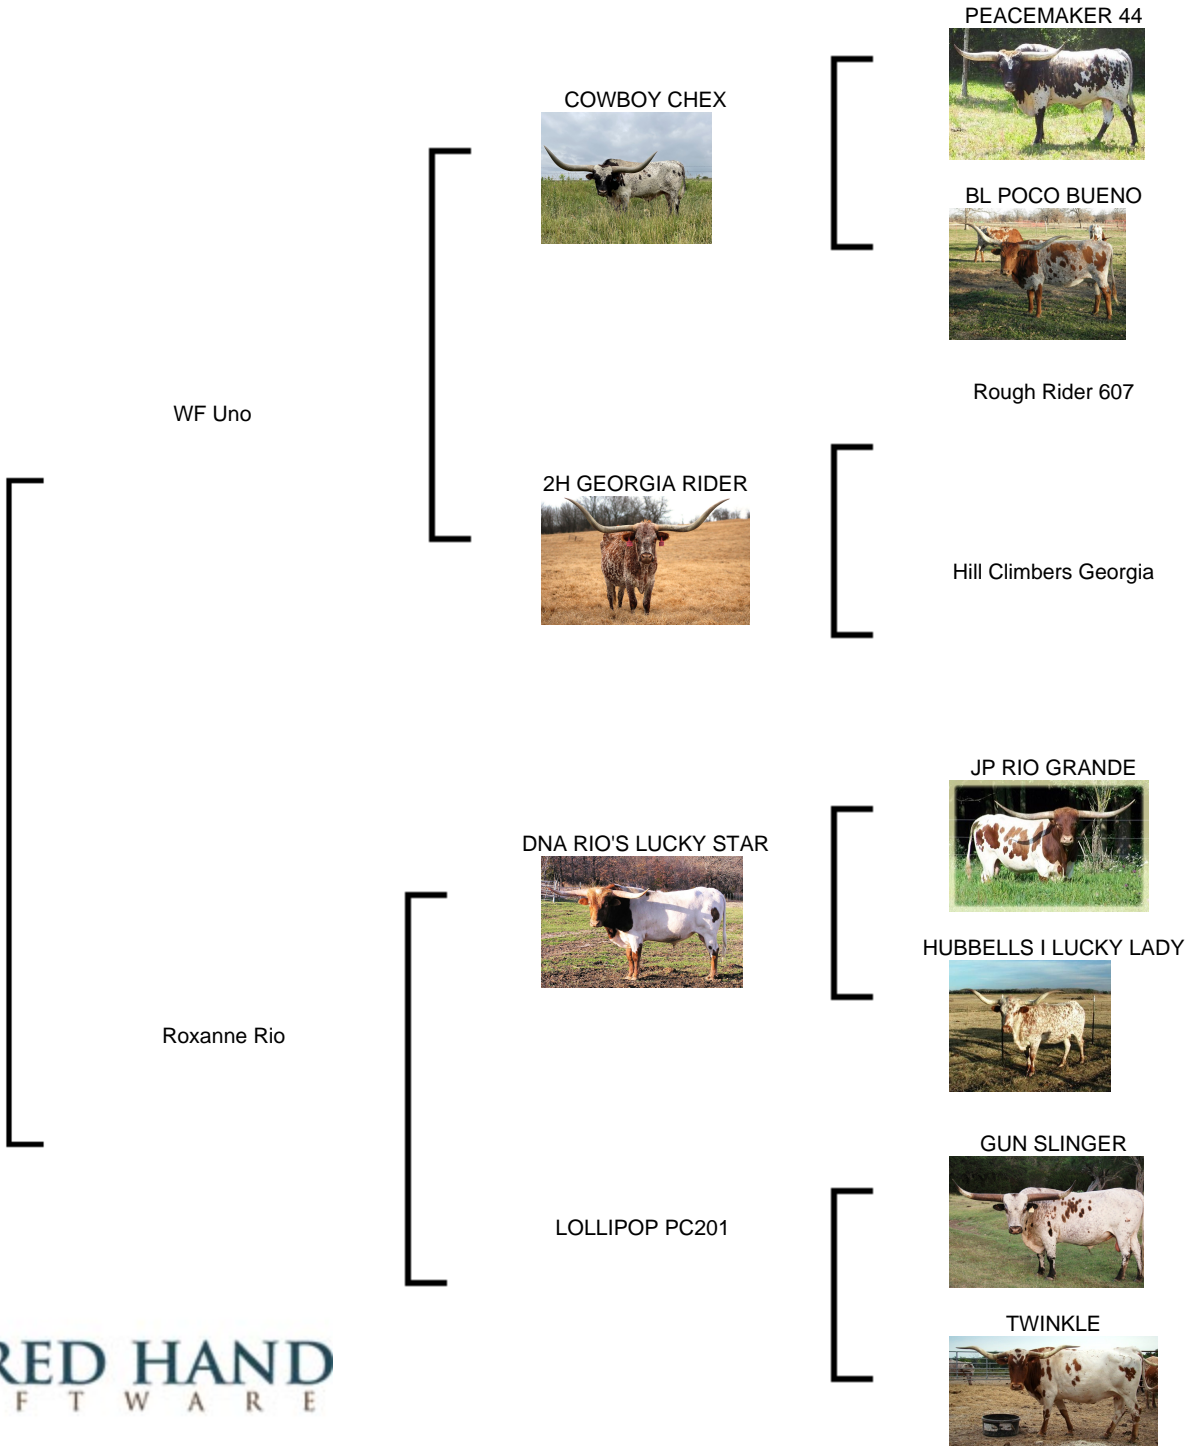 PEACEMAKER 44
COWBOY CHEX
BL POCO BUENO
Rough Rider 607
WF Uno
2H GEORGIA RIDER
Hill Climbers Georgia
JP RIO GRANDE
DNA RIO'S LUCKY STAR
HUBBELLS I LUCKY LADY
Roxanne Rio
GUN SLINGER
LOLLIPOP PC201
TWINKLE
RED HAND
F T W A R E